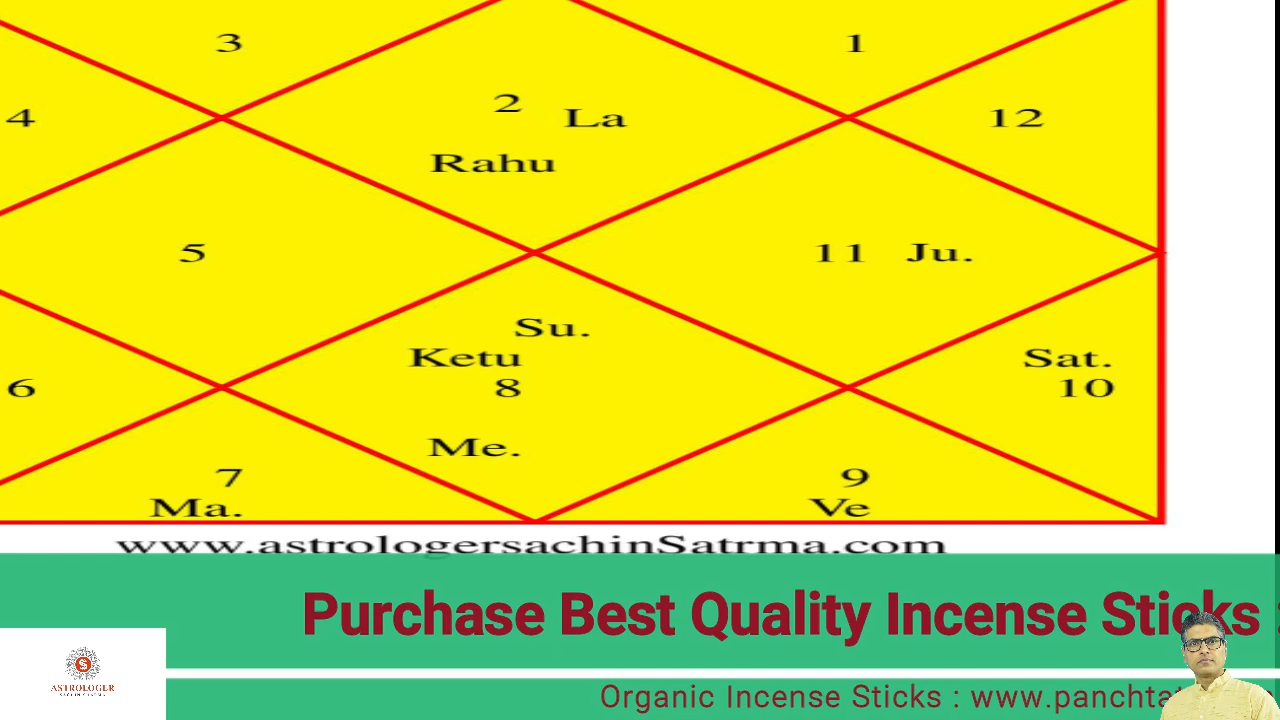 3
1
2 La
4
12
Rahu
5
11 Ju.
Su.
Ketu
Sat.
6
8
10
Me.
7
9
Ma.
Ve
www.astrologersachinSatrma.com
Purchase Best Quality Incense Sticks :
Organic Incense Sticks : www.panchta
ASTROLOGER